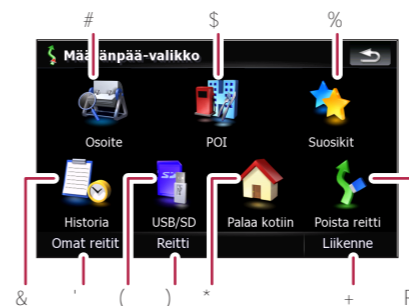 # $ %
Määränpää-valikko
Osoite POI Suosikit
Historia USB/SD Palaa kotiin Poista reitti
Omat reitit Reitti Liikenne
& ' ( ) * +